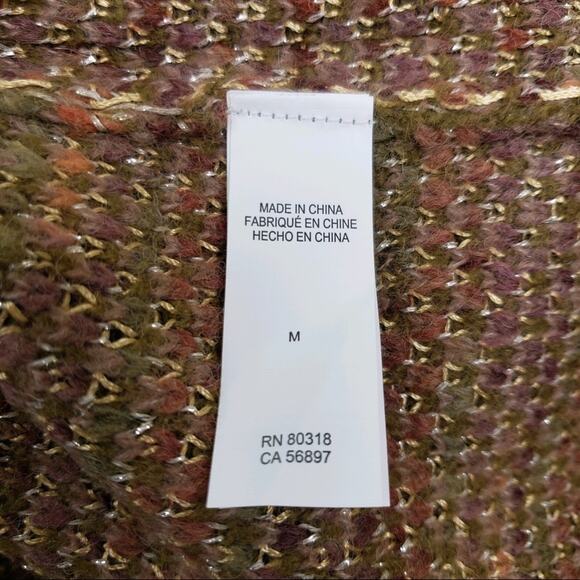 MADE IN CHINA
FABRIQUÉ EN CHINE
HECHO EN CHINA
M
RN 80318
CA 56897